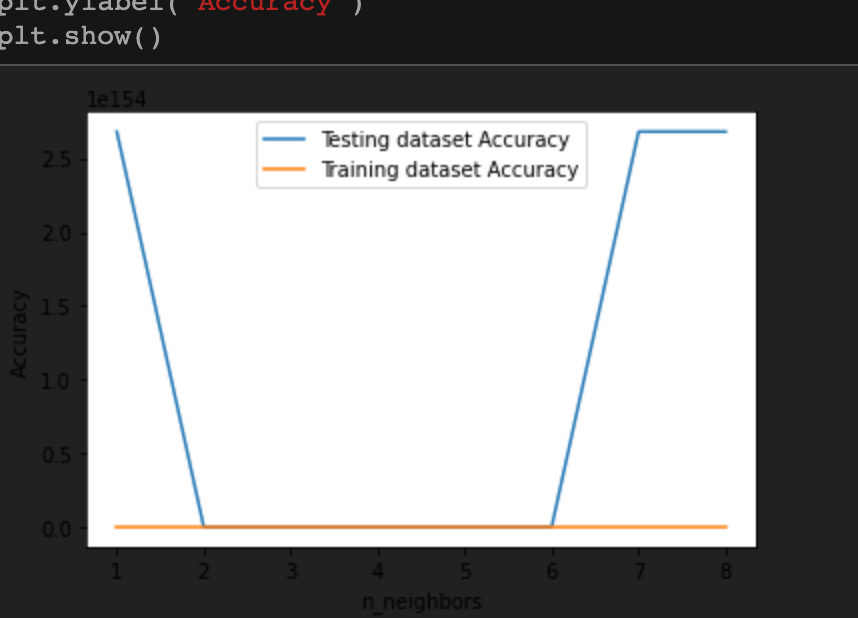 plt.ylabel('Accuracy')
plt.show()
1e154
Testing dataset Accuracy
Training dataset Accuracy
2.5
2.0
1.5
1.0
0.5
0.0
Accuracy
1 2 3 4 5 6 7 8
n_neighbors